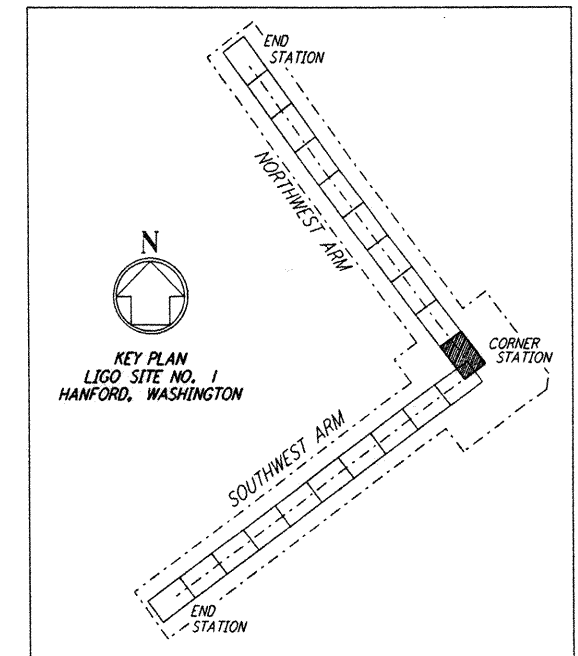 END
STATION
NORTHWEST ARM
N
KEY PLAN
LIGO SITE NO. 1
HANFORD, WASHINGTON
CORNER
STATION
SOUTHWEST ARM
END
STATION